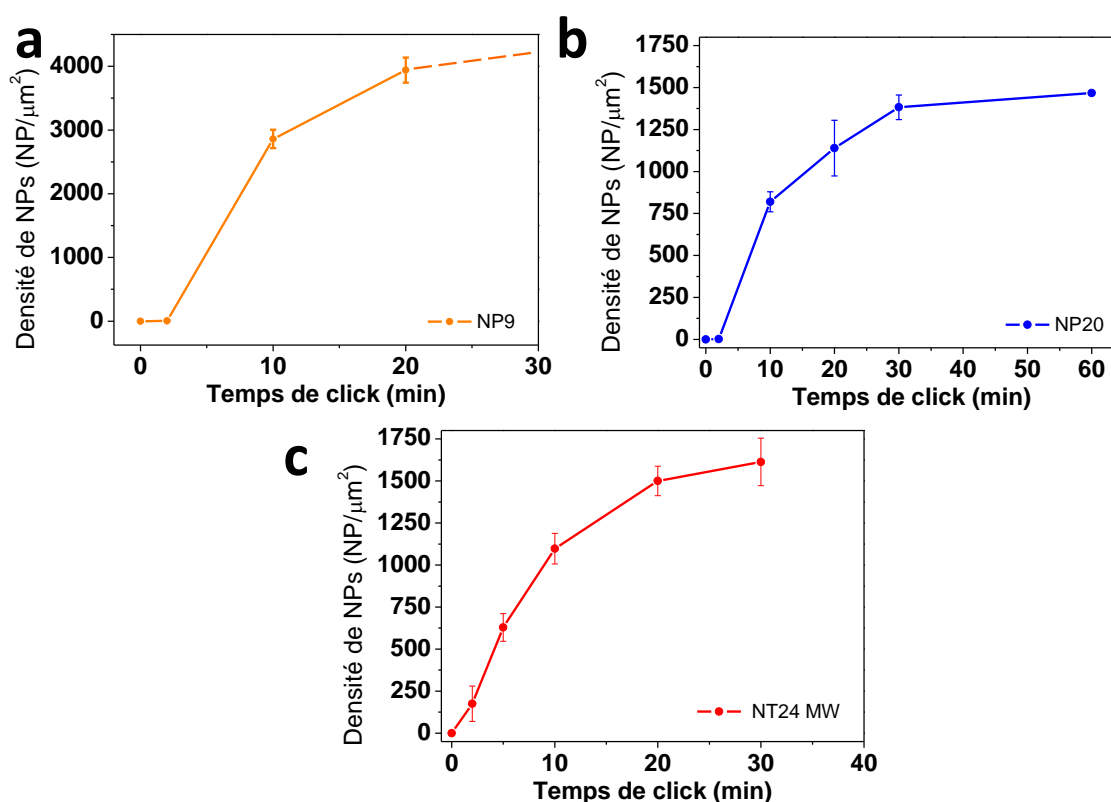 a
Densité de NPs (NP/μm²)
4000
3000
2000
1000
0
0 10 20 30
Temps de click (min)
NP9
b
Densité de NPs (NP/μm²)
1750
1500
1250
1000
750
500
250
0
0 10 20 30 40 50 60
Temps de click (min)
NP20
c
Densité de NPs (NP/μm²)
1750
1500
1250
1000
750
500
250
0
0 10 20 30 40
Temps de click (min)
NT24 MW